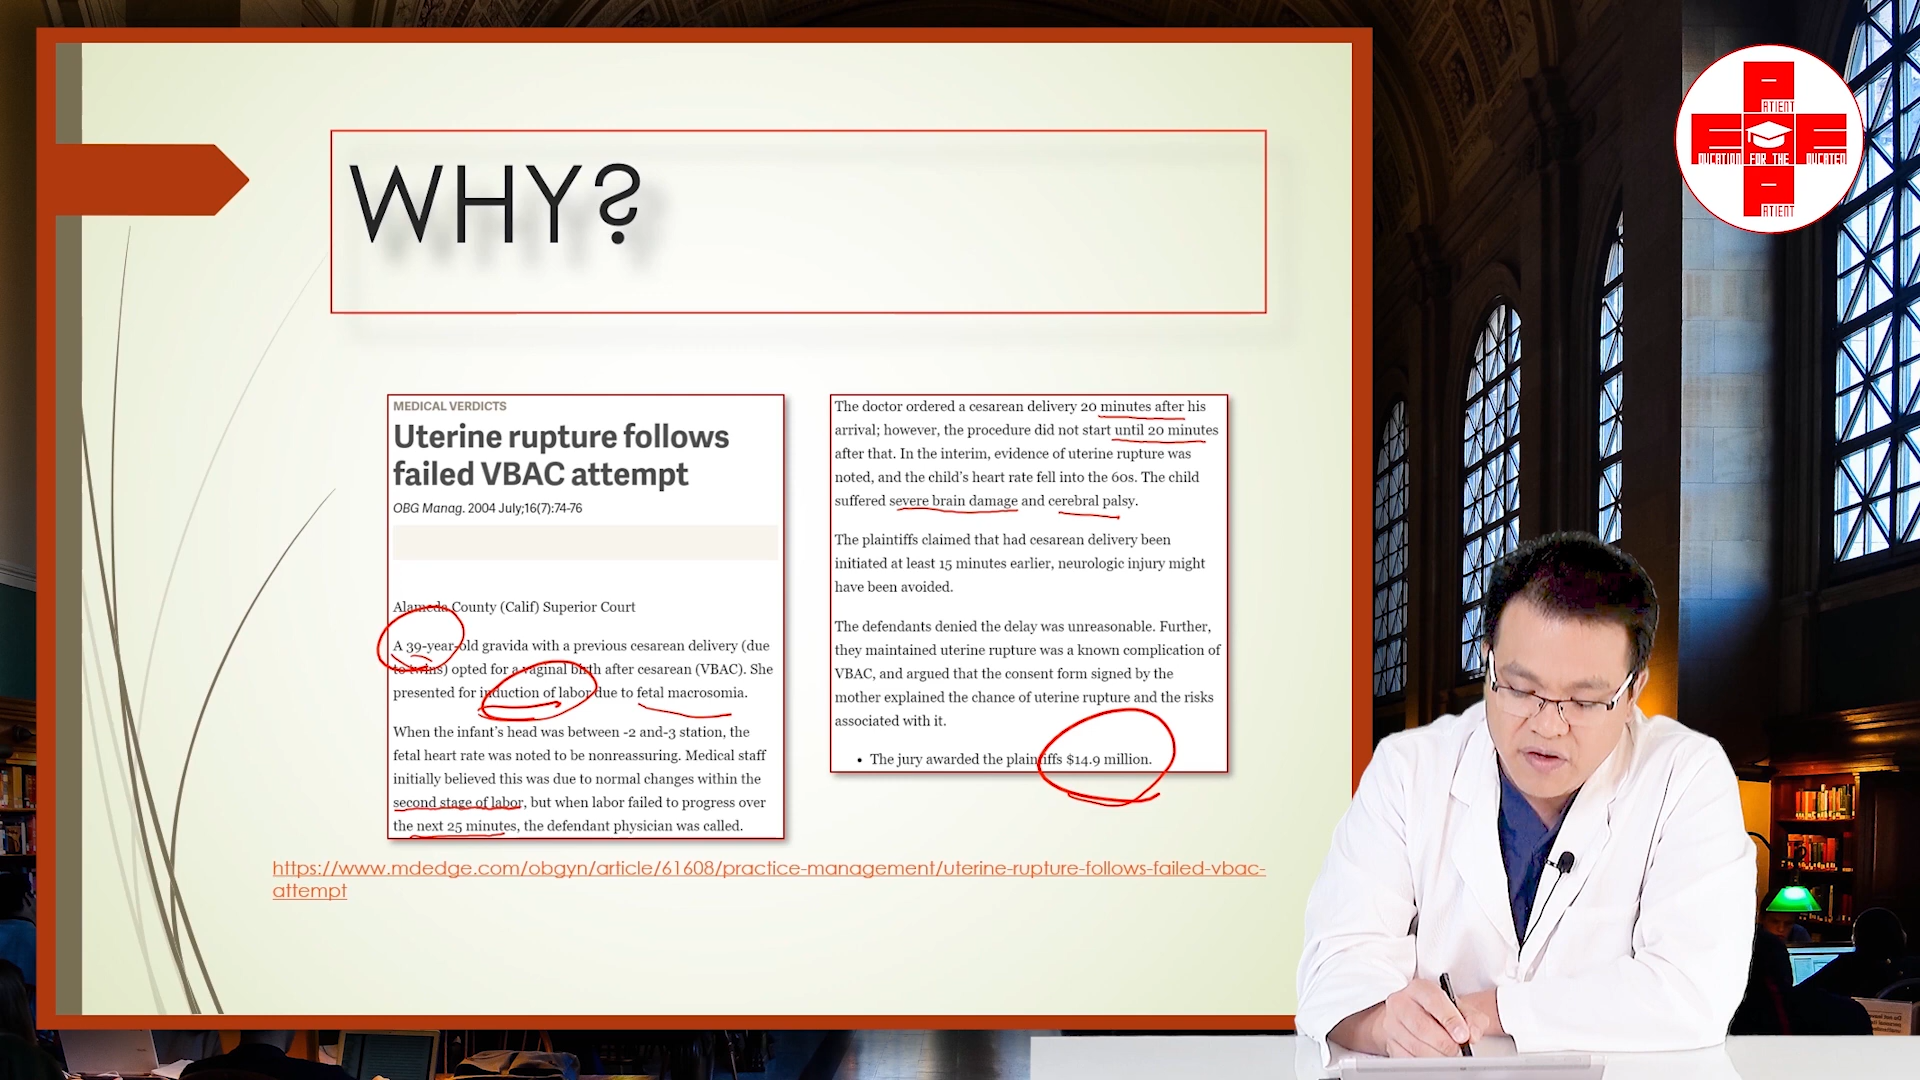 WHY?
MEDICAL VERDICTS
Uterine rupture follows
failed VBAC attempt
OBG Manag. 2004 July;16(7):74-76
Alameda County (Calif) Superior Court
A 39-year-old gravida with a previous cesarean delivery (due
to twins) opted for a vaginal birth after cesarean (VBAC). She
presented for induction of labor due to fetal macrosomia.
When the infant's head was between -2 and-3 station, the
fetal heart rate was noted to be nonreassuring. Medical staff
initially believed this was due to normal changes within the
second stage of labor, but when labor failed to progress over
the next 25 minutes, the defendant physician was called.
The doctor ordered a cesarean delivery 20 minutes after his
arrival; however, the procedure did not start until 20 minutes
after that. In the interim, evidence of uterine rupture was
noted, and the child's heart rate fell into the 60s. The child
suffered severe brain damage and cerebral palsy.
The plaintiffs claimed that had cesarean delivery been
initiated at least 15 minutes earlier, neurologic injury might
have been avoided.
The defendants denied the delay was unreasonable. Further,
they maintained uterine rupture was a known complication of
VBAC, and argued that the consent form signed by the
mother explained the chance of uterine rupture and the risks
associated with it.
• The jury awarded the plaintiffs $14.9 million.
https://www.mdedge.com/obgyn/article/61608/practice-management/uterine-rupture-follows-failed-vbac-
attempt
PATIENT
EDUCATION FOR THE EDUCATED
PATIENT